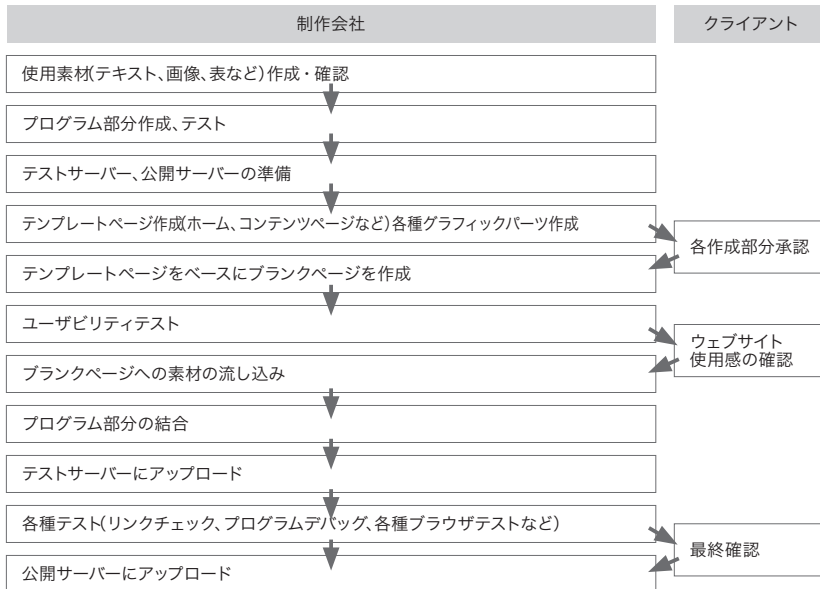 制作会社
クライアント
使用素材(テキスト、画像、表など)作成・確認
プログラム部分作成、テスト
テストサーバー、公開サーバーの準備
テンプレートページ作成(ホーム、コンテンツページなど)各種グラフィックパーツ作成
各作成部分承認
テンプレートページをベースにブランクページを作成
ユーザビリティテスト
ウェブサイト
使用感の確認
ブランクページへの素材の流し込み
プログラム部分の結合
テストサーバーにアップロード
各種テスト(リンクチェック、プログラムデバッグ、各種ブラウザテストなど)
最終確認
公開サーバーにアップロード